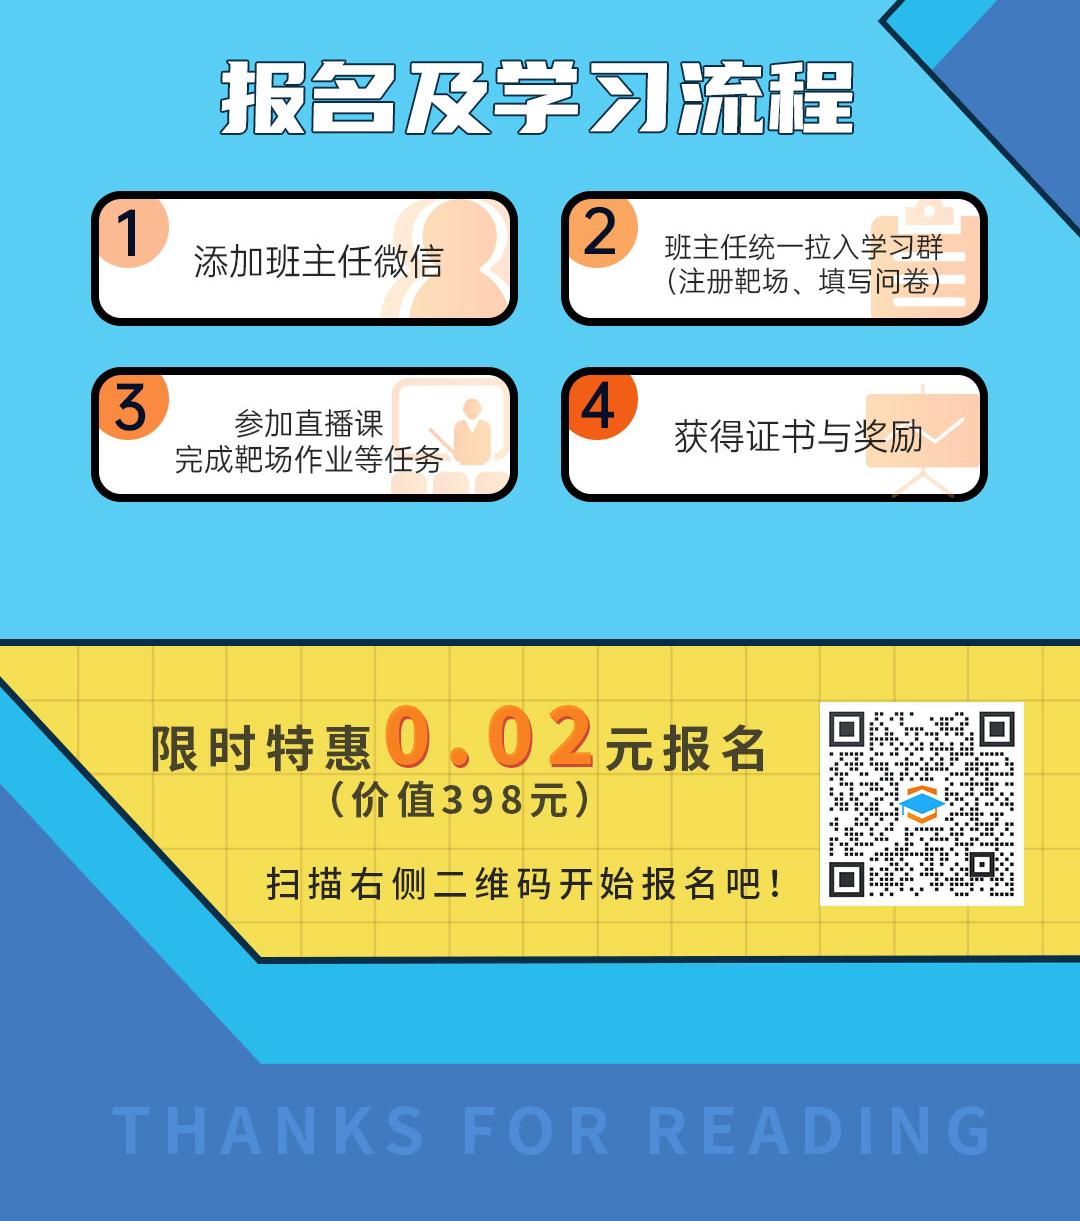 报名及学习流程
1
添加班主任微信
2
班主任统一拉入学习群
（注册靶场、填写问卷）
3
参加直播课
完成靶场作业等任务
4
获得证书与奖励
限时特惠0.02元报名
（价值398元）
扫描右侧二维码开始报名吧！
THANKS FOR READING